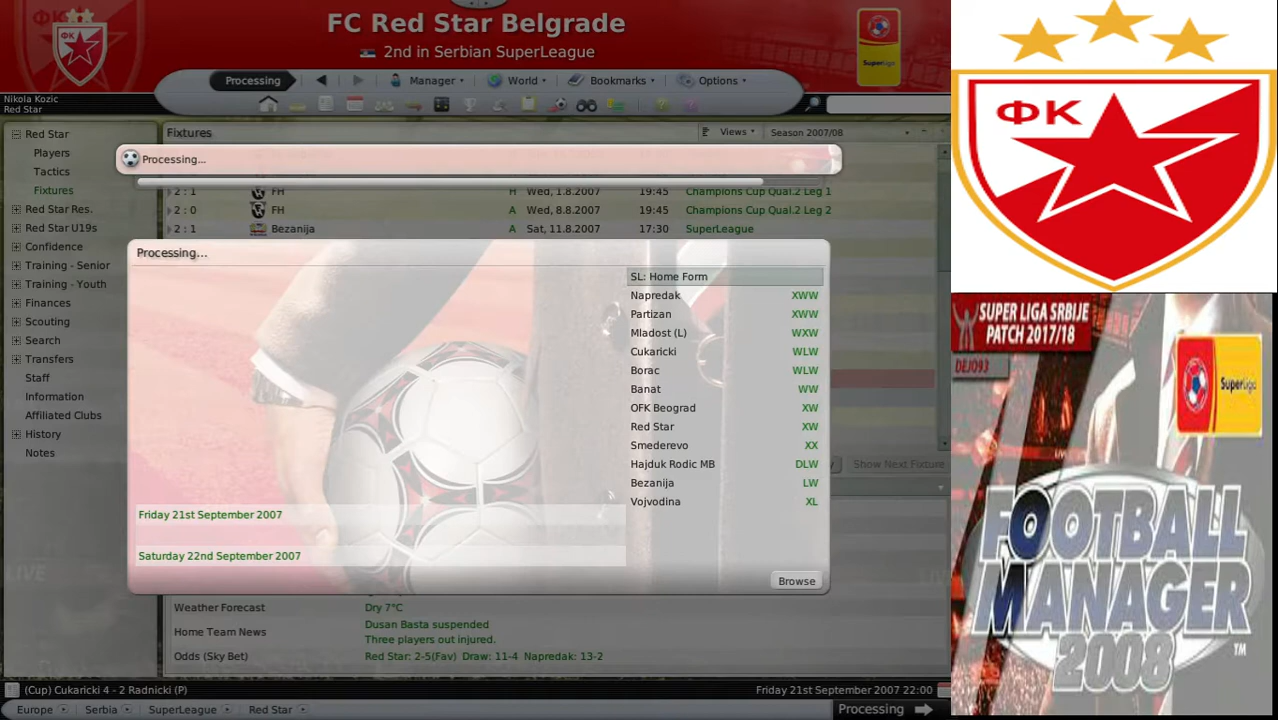 FC Red Star Belgrade
2nd in Serbian SuperLeague
SuperLiga
Processing
Manager
World
Bookmarks
Options
Nikola Kozic
Red Star
Red Star
Players
Tactics
Fixtures
Red Star Res.
Red Star U19s
Confidence
Training - Senior
Training - Youth
Finances
Scouting
Search
Transfers
Staff
Information
Affiliated Clubs
History
Notes
Fixtures
Views
Season 2007/08
Processing...
2 : 1 FH H Wed, 1.8.2007 19:45 Champions Cup Qual.2 Leg 1
2 : 0 FH A Wed, 8.8.2007 19:45 Champions Cup Qual.2 Leg 2
2 : 1 Bezanija A Sat, 11.8.2007 17:30 SuperLeague
Processing...
SL: Home Form
Napredak XWW
Partizan XWW
Mladost (L) WXW
Cukaricki WLW
Borac WLW
Banat WW
OFK Beograd XW
Red Star XW
Smederevo XX
Hajduk Rodic MB DLW
Bezanija LW
Vojvodina XL
Friday 21st September 2007
Saturday 22nd September 2007
Browse
Show Next Fixture
Weather Forecast Dry 7°C
Home Team News Dusan Basta suspended
Three players out injured.
Odds (Sky Bet) Red Star: 2-5(Fav) Draw: 11-4 Napredak: 13-2
(Cup) Cukaricki 4 - 2 Radnicki (P)
Friday 21st September 2007 22:00
Europe
Serbia
SuperLeague
Red Star
Processing
ФК
SUPER LIGA SRBIJE
PATCH 2017/18
DEJO93
SuperLiga
FOOTBALL
MANAGER
2008
TM